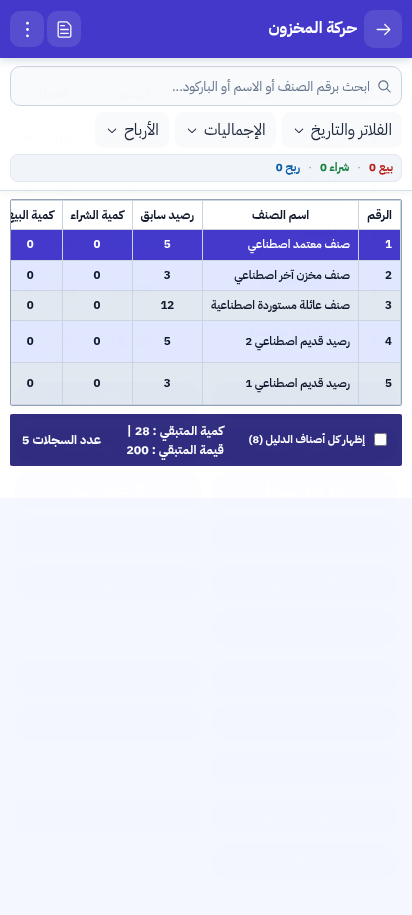 حركة المخزون
ابحث برقم الصنف أو الاسم أو الباركود...
الفلاتر والتاريخ الإجماليات الأرباح
بيع 0 · شراء 0 · ربح 0
الرقم اسم الصنف رصيد سابق كمية الشراء كمية البيع
1 صنف معتمد اصطناعي 5 0 0
2 صنف مخزن آخر اصطناعي 3 0 0
3 صنف عائلة مستوردة اصطناعية 12 0 0
4 رصيد قديم اصطناعي 2 5 0 0
5 رصيد قديم اصطناعي 1 3 0 0
إظهار كل أصناف الدليل (8) كمية المتبقي : 28 | عدد السجلات 5
قيمة المتبقي : 200